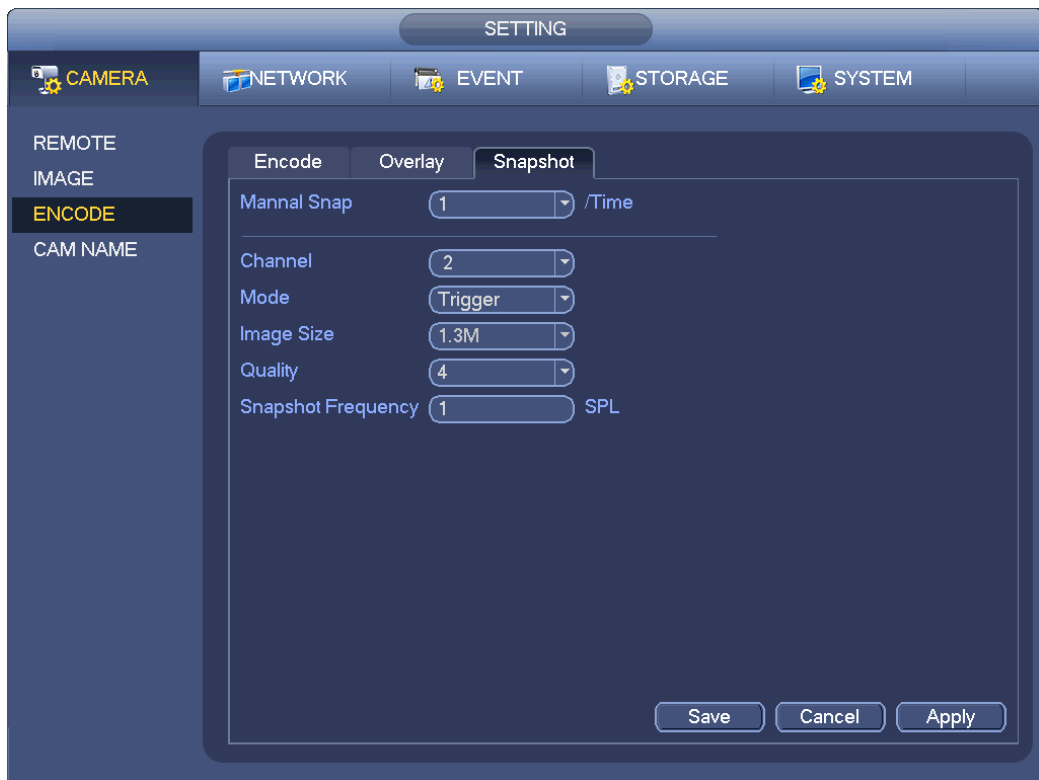 SETTING
CAMERA NETWORK EVENT STORAGE SYSTEM
REMOTE
IMAGE
ENCODE
CAM NAME
Encode Overlay Snapshot
Mannal Snap 1 /Time
Channel 2
Mode Trigger
Image Size 1.3M
Quality 4
Snapshot Frequency 1 SPL
Save Cancel Apply